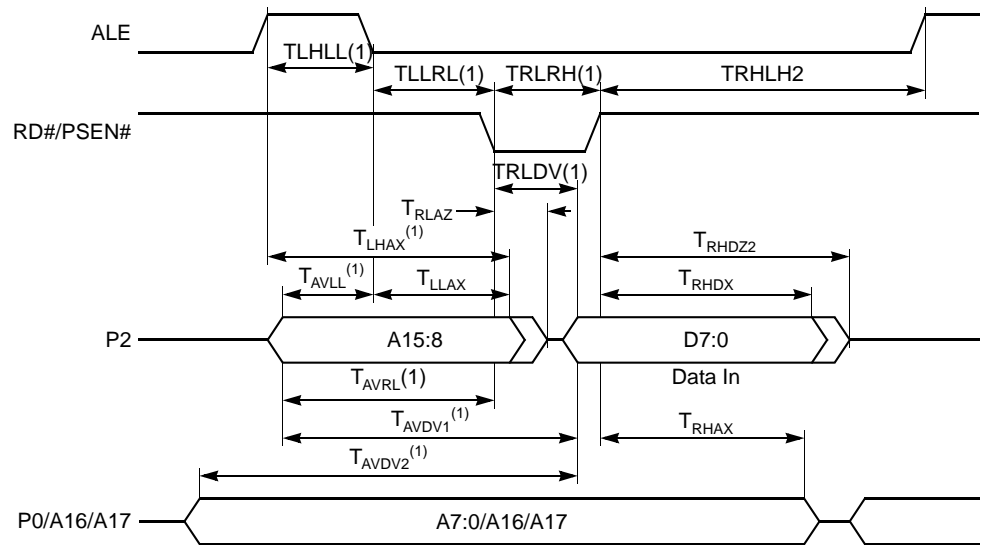 ALE
TLHLL(1)
TLLRL(1) TRLRH(1) TRHLH2
RD#/PSEN#
TRLDV(1)
TRLAZ
TLHAX(1) TRHDZ2
TAVLL(1) TLLAX TRHDX
P2 A15:8 D7:0
TAVRL(1) Data In
TAVDV1(1) TRHAX
TAVDV2(1)
P0/A16/A17 A7:0/A16/A17